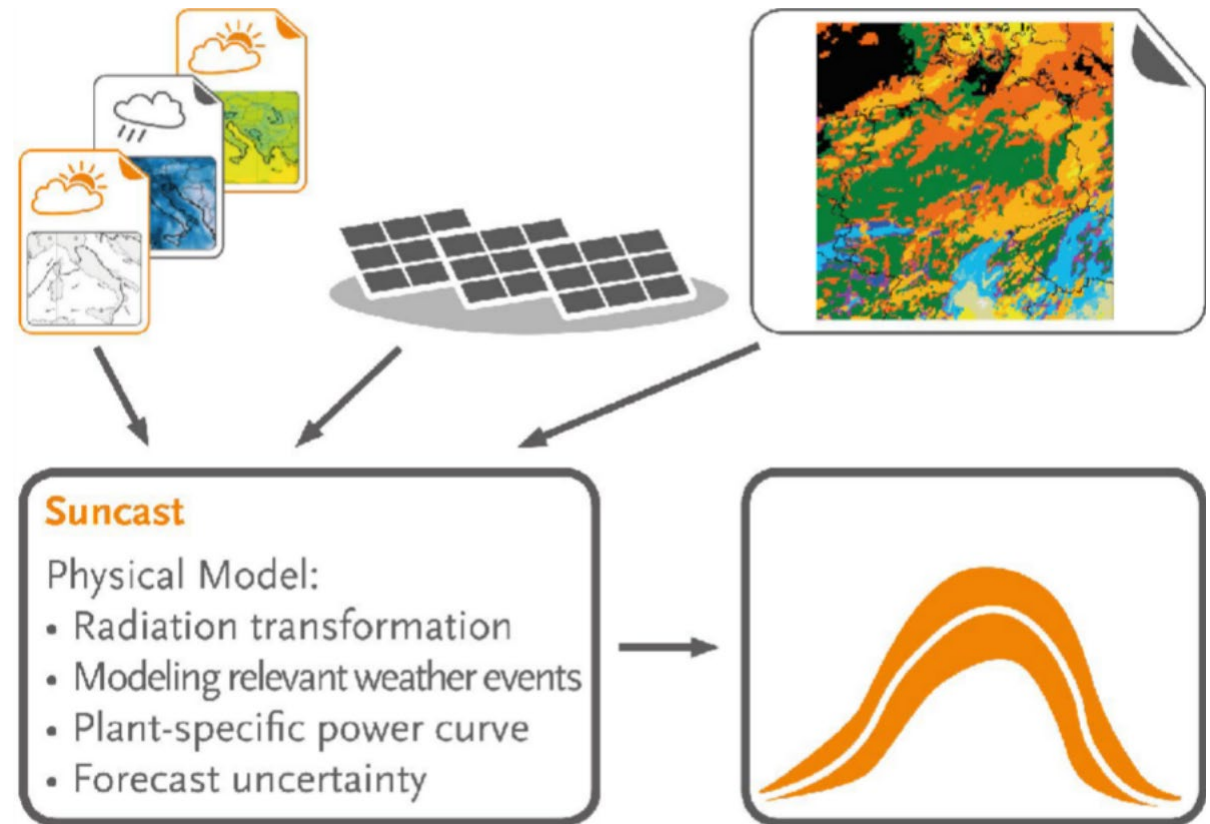 Suncast
Physical Model:
• Radiation transformation
• Modeling relevant weather events
• Plant-specific power curve
• Forecast uncertainty